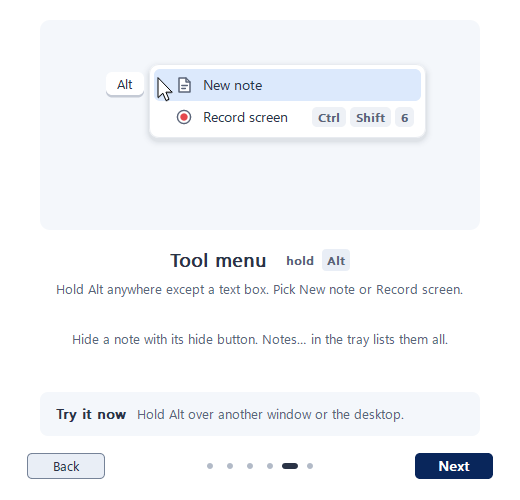 Alt
New note
Record screen Ctrl Shift 6
Tool menu hold Alt
Hold Alt anywhere except a text box. Pick New note or Record screen.
Hide a note with its hide button. Notes... in the tray lists them all.
Try it now Hold Alt over another window or the desktop.
Back Next